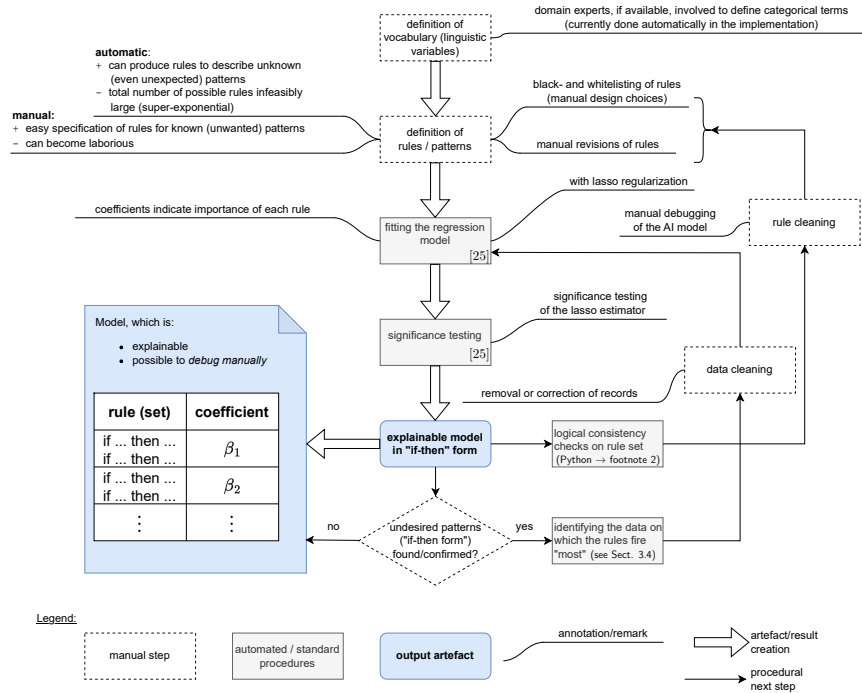 domain experts, if available, involved to define categorical terms
(currently done automatically in the implementation)
definition of
vocabulary (linguistic
variables)
automatic:
+ can produce rules to describe unknown
(even unexpected) patterns
− total number of possible rules infeasibly
large (super-exponential)
manual:
+ easy specification of rules for known (unwanted) patterns
− can become laborious
definition of
rules / patterns
black- and whitelisting of rules
(manual design choices)
manual revisions of rules
with lasso regularization
coefficients indicate importance of each rule
fitting the regression
model
[25]
manual debugging
of the AI model
rule cleaning
significance testing
of the lasso estimator
significance testing
[25]
data cleaning
removal or correction of records
Model, which is:
• explainable
• possible to debug manually
rule (set) coefficient
if ... then ...
if ... then ...
β1
if ... then ...
if ... then ...
β2
⋮ ⋮
explainable model
in "if-then" form
logical consistency
checks on rule set
(Python → footnote 2)
no
undesired patterns
("if-then form")
found/confirmed?
yes
identifying the data on
which the rules fire
"most" (see Sect. 3.4)
Legend:
manual step
automated / standard
procedures
output artefact
annotation/remark
artefact/result
creation
procedural
next step